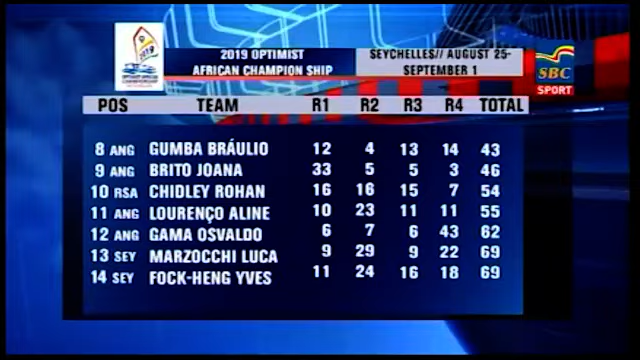 2019 OPTIMIST
AFRICAN CHAMPION SHIP
SEYCHELLES// AUGUST 25-
SEPTEMBER 1
2019
SBC
SPORT
POS TEAM R1 R2 R3 R4 TOTAL
8 ANG GUMBA BRÁULIO 12 4 13 14 43
9 ANG BRITO JOANA 33 5 5 3 46
10 RSA CHIDLEY ROHAN 16 16 15 7 54
11 ANG LOURENÇO ALINE 10 23 11 11 55
12 ANG GAMA OSVALDO 6 7 6 43 62
13 SEY MARZOCCHI LUCA 9 29 9 22 69
14 SEY FOCK-HENG YVES 11 24 16 18 69